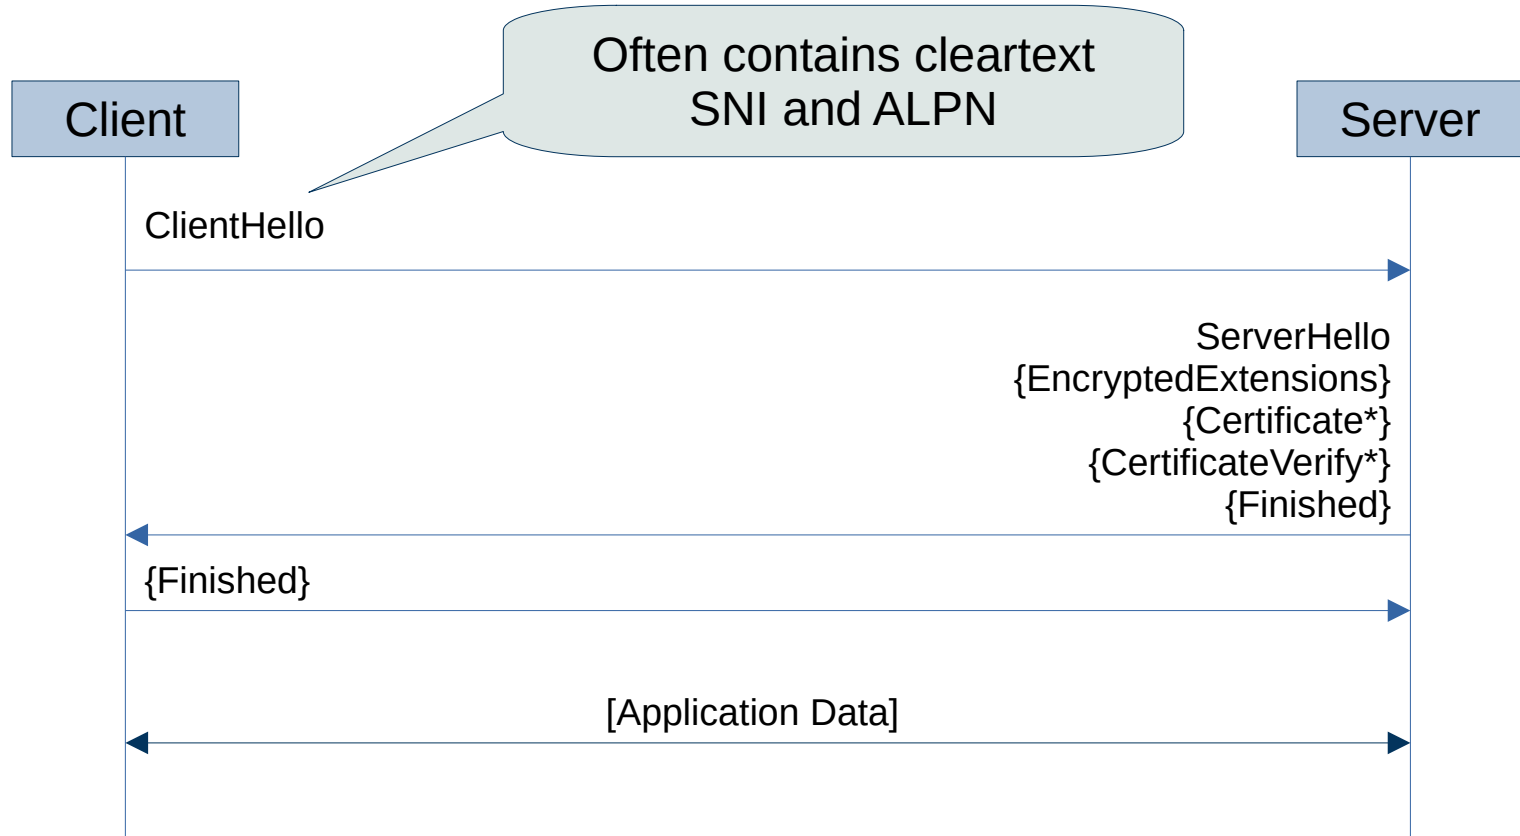 Often contains cleartext
SNI and ALPN
Client
Server
ClientHello
ServerHello
{EncryptedExtensions}
{Certificate*}
{CertificateVerify*}
{Finished}
{Finished}
[Application Data]